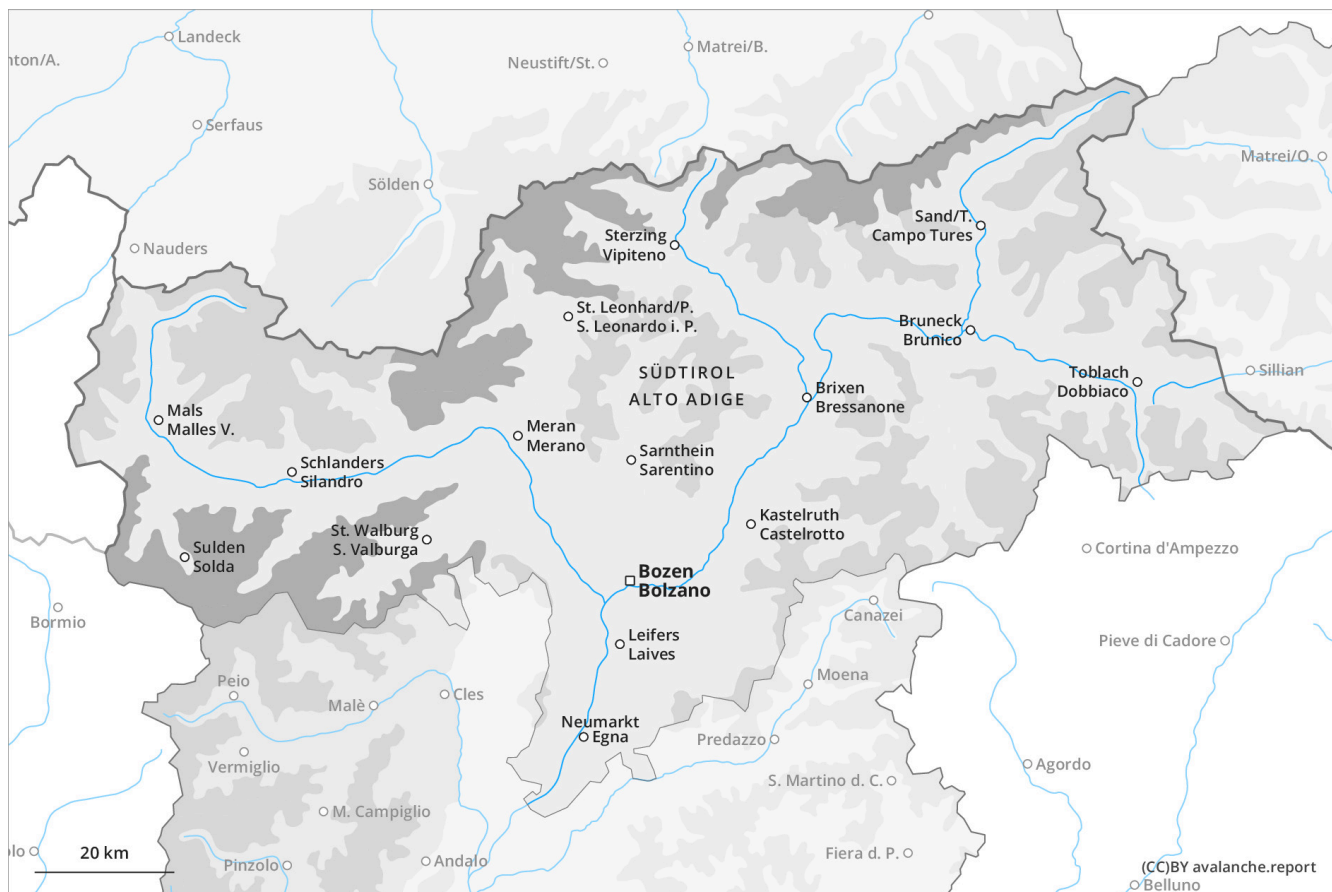 Landeck
nton/A.
Neustift/St.
Matrei/B.
Serfaus
Matrei/O.
Sölden
Sand/T.
Campo Tures
Sterzing
Vipiteno
Nauders
St. Leonhard/P.
S. Leonardo i. P.
Bruneck
Brunico
SÜDTIROL
ALTO ADIGE
Toblach
Dobbiaco
Sillian
Brixen
Bressanone
Mals
Malles V.
Meran
Merano
Sarnthein
Sarentino
Schlanders
Silandro
Kastelruth
Castelrotto
St. Walburg
S. Valburga
Sulden
Solda
Cortina d'Ampezzo
Bozen
Bolzano
Bormio
Canazei
Leifers
Laives
Pieve di Cadore
Peio
Moena
Malè
Cles
Neumarkt
Egna
Predazzo
Vermiglio
Agordo
S. Martino d. C.
M. Campiglio
olo
20 km
Pinzolo
Andalo
Fiera d. P.
(CC)BY avalanche.report
Belluno